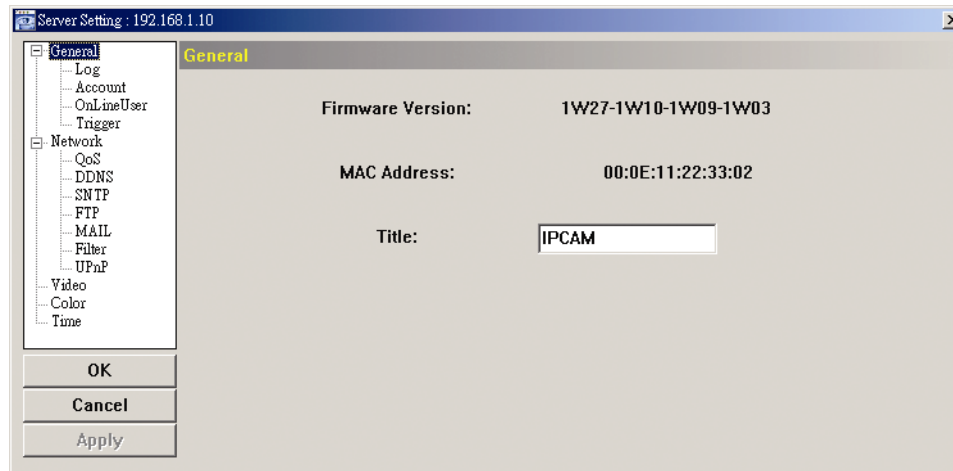 Server Setting : 192.168.1.10
General
Log
Account
OnLineUser
Trigger
Network
QoS
DDNS
SNTP
FTP
MAIL
Filter
UPnP
Video
Color
Time
OK
Cancel
Apply
General
Firmware Version: 1W27-1W10-1W09-1W03
MAC Address: 00:0E:11:22:33:02
Title: IPCAM